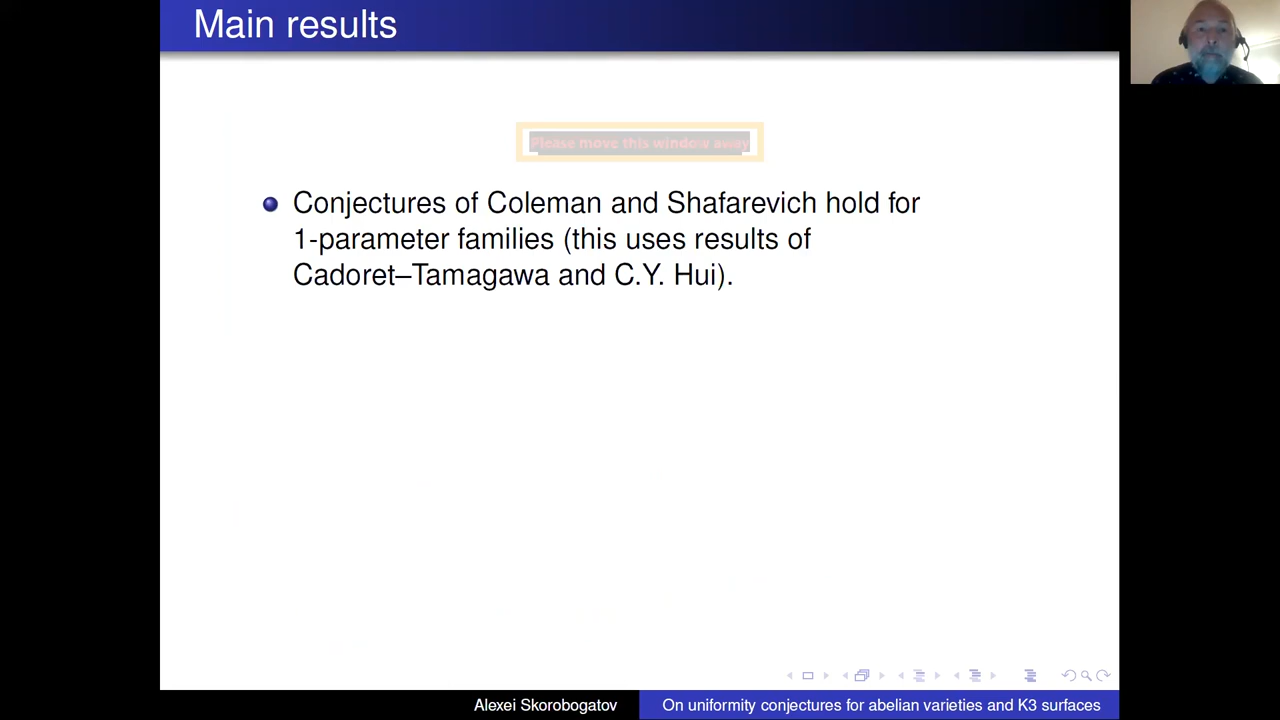 Main results
Please move this window away
Conjectures of Coleman and Shafarevich hold for
1-parameter families (this uses results of
Cadoret–Tamagawa and C.Y. Hui).
Alexei Skorobogatov
On uniformity conjectures for abelian varieties and K3 surfaces